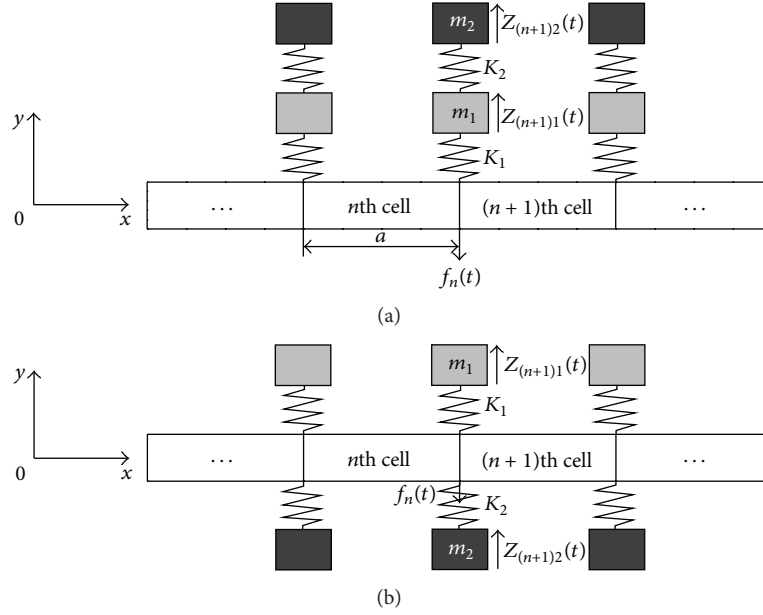 m₂ Z₍ₙ₊₁₎₂(t)
K₂
m₁ Z₍ₙ₊₁₎₁(t)
y
K₁
0 x
... nth cell (n + 1)th cell ...
a
fₙ(t)
(a)
m₁ Z₍ₙ₊₁₎₁(t)
y
K₁
0 x
... nth cell (n + 1)th cell ...
fₙ(t) K₂
m₂ Z₍ₙ₊₁₎₂(t)
(b)